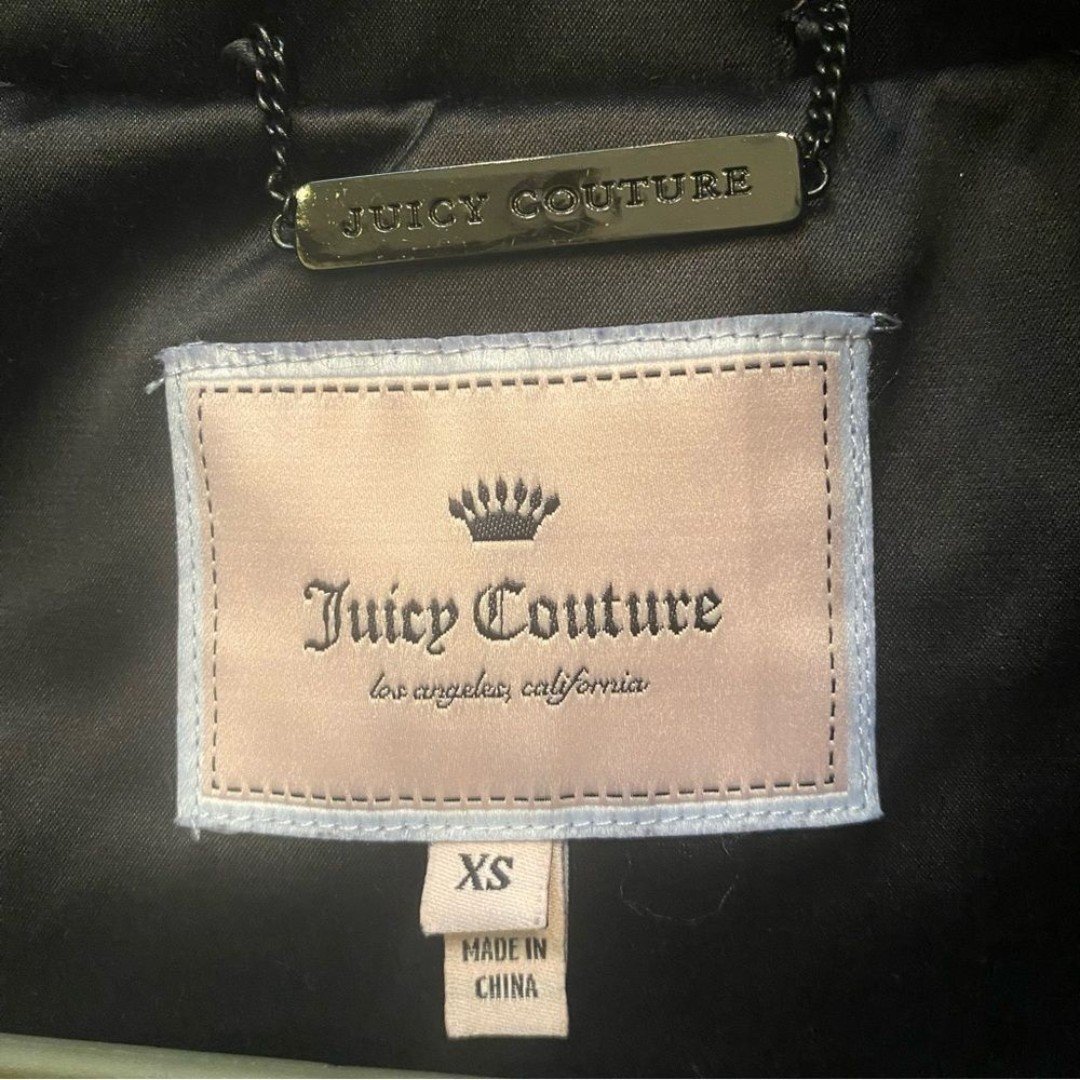 JUICY COUTURE
Juicy Couture
los angeles, california
XS
MADE IN
CHINA